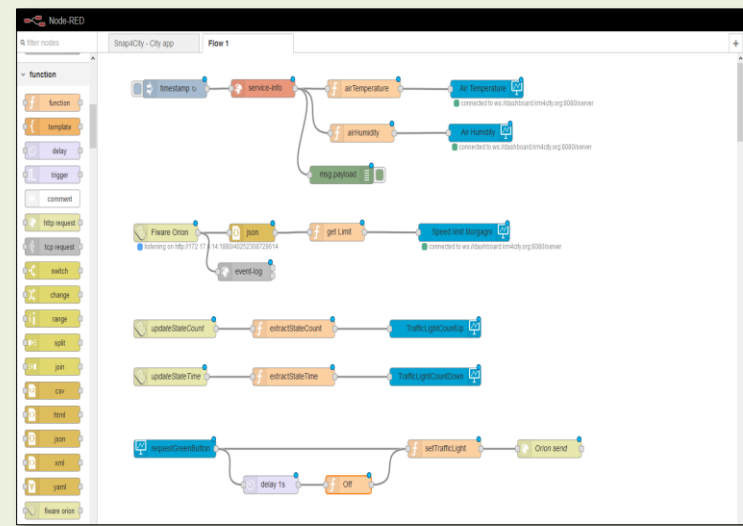 Node-RED
filter nodes
Snap4City - City app
Flow 1
+
function
function
template
delay
trigger
comment
http request
tcp request
switch
change
range
split
join
csv
html
json
xml
yaml
fiware orion
timestamp ↻
service-info
airTemperature
Air Temperature
connected to ws://dashboard.km4city.org:8080/server
airHumidity
Air Humidity
connected to ws://dashboard.km4city.org:8080/server
msg.payload
Fiware Orion
json
get Limit
Speed limit Morgagni
listening on
connected to ws://dashboard.km4city.org:8080/server
event-log
updateStateCount
extractStateCount
TrafficLightCountUp
updateStateTime
extractStateTime
TrafficLightCountDown
requestGreenButton
setTrafficLight
Orion send
delay 1s
Off